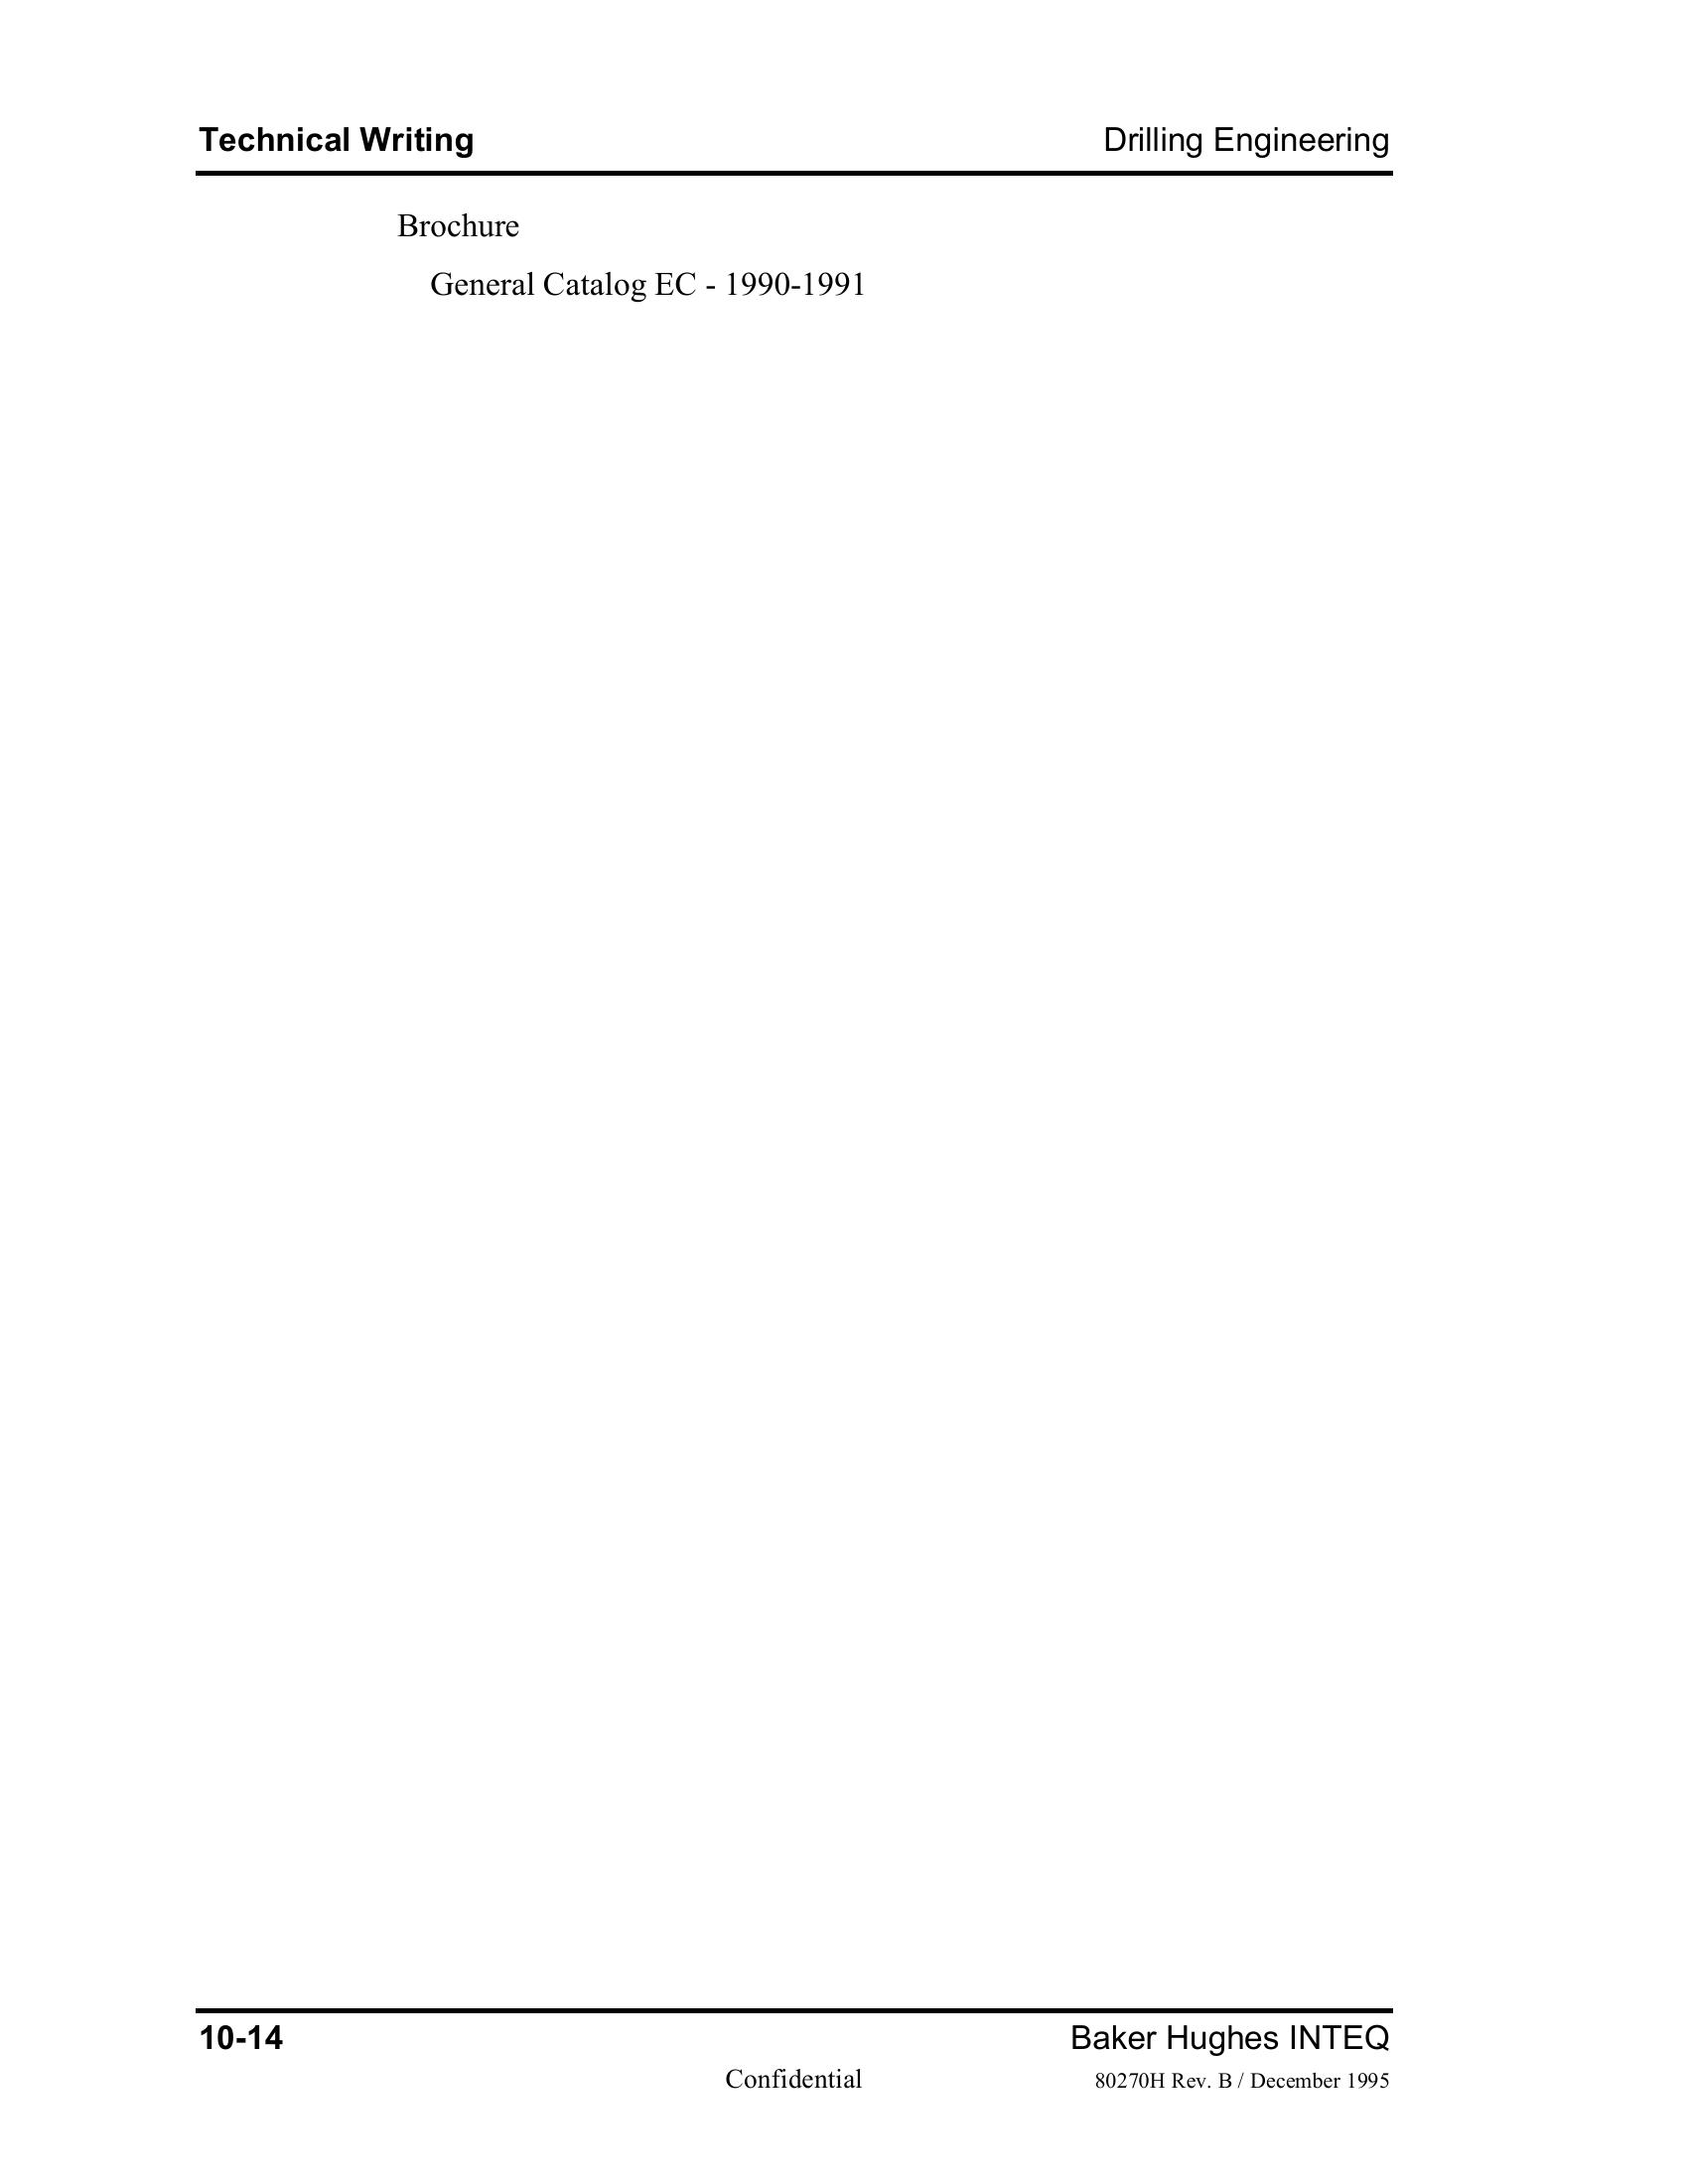 Technical Writing Drilling Engineering
Brochure
General Catalog EC - 1990-1991
10-14 Baker Hughes INTEQ
Confidential 80270H Rev. B / December 1995